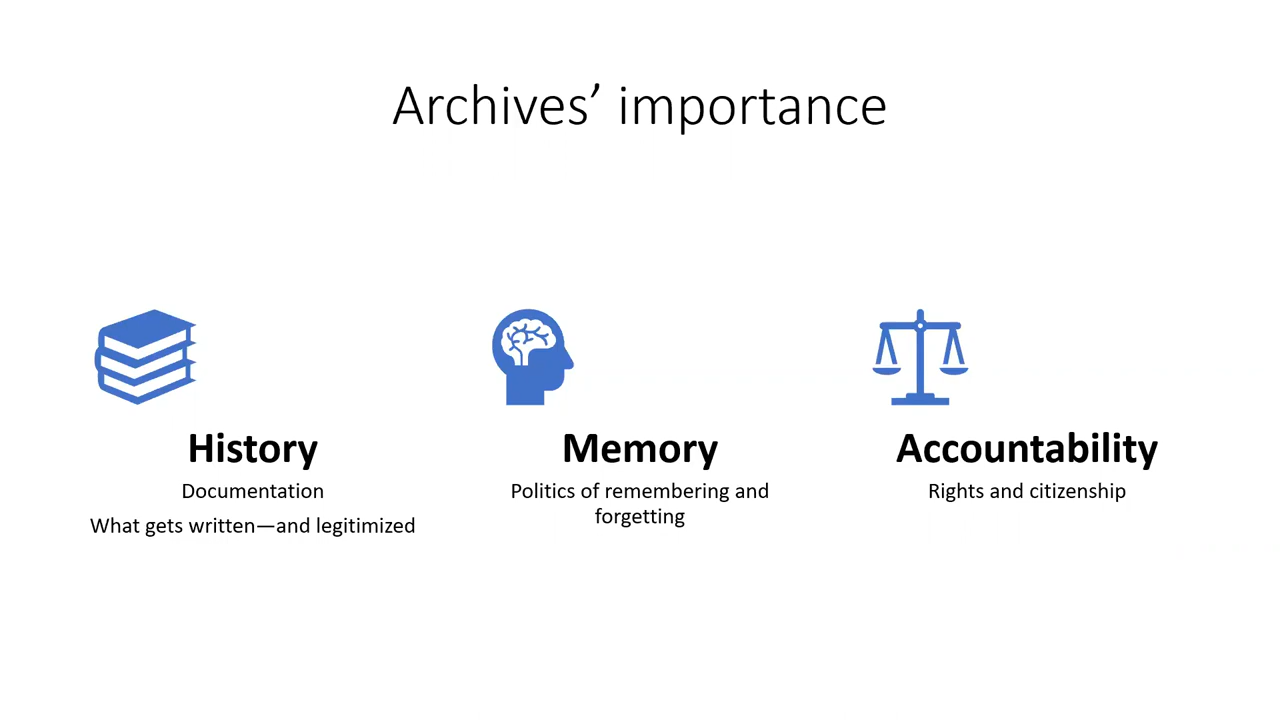 Archives’ importance
History
Documentation
What gets written—and legitimized
Memory
Politics of remembering and
forgetting
Accountability
Rights and citizenship